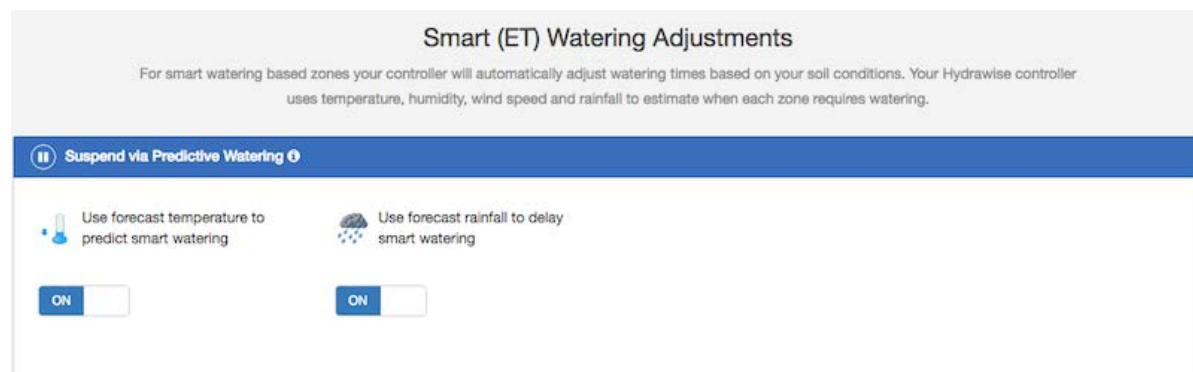 Smart (ET) Watering Adjustments
For smart watering based zones your controller will automatically adjust watering times based on your soil conditions. Your Hydrawise controller
uses temperature, humidity, wind speed and rainfall to estimate when each zone requires watering.
Suspend via Predictive Watering
Use forecast temperature to
predict smart watering
Use forecast rainfall to delay
smart watering
ON
ON